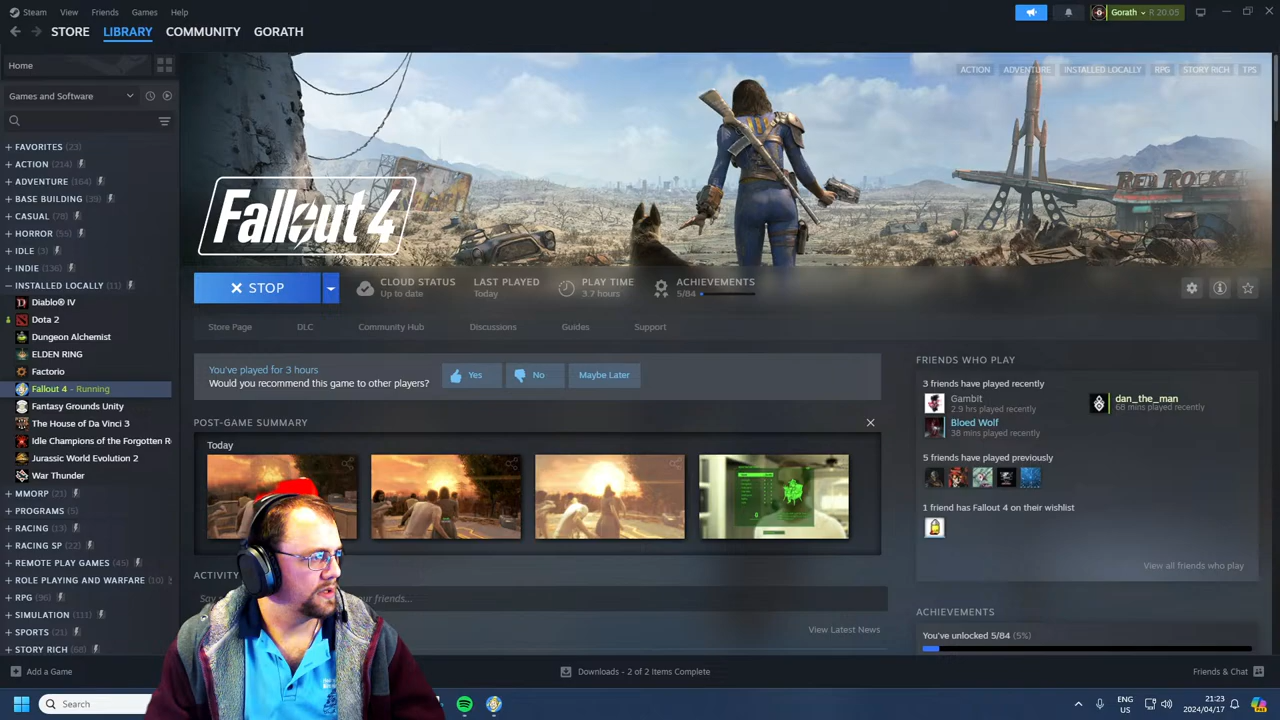 Steam View Friends Games Help
Gorath R 20.05
STORE LIBRARY COMMUNITY GORATH
Home
ACTION ADVENTURE INSTALLED LOCALLY RPG STORY RICH TPS
Games and Software
FAVORITES (23)
ACTION (214)
ADVENTURE (164)
BASE BUILDING (39)
CASUAL (78)
HORROR (55)
IDLE (3)
INDIE (136)
INSTALLED LOCALLY (11)
Diablo® IV
Dota 2
Dungeon Alchemist
ELDEN RING
Factorio
Fallout 4 - Running
Fantasy Grounds Unity
The House of Da Vinci 3
Idle Champions of the Forgotten R
Jurassic World Evolution 2
War Thunder
MMORP (21)
PROGRAMS (5)
RACING (13)
RACING SP (22)
REMOTE PLAY GAMES (45)
ROLE PLAYING AND WARFARE (10)
RPG (96)
SIMULATION (111)
SPORTS (21)
STORY RICH (68)
Add a Game
RED ROCKE
Fallout 4
STOP
CLOUD STATUS
Up to date
LAST PLAYED
Today
PLAY TIME
3.7 hours
ACHIEVEMENTS
5/84
Store Page DLC Community Hub Discussions Guides Support
You've played for 3 hours
Would you recommend this game to other players?
Yes No Maybe Later
POST-GAME SUMMARY
Today
ACTIVITY
Say your friends...
View Latest News
FRIENDS WHO PLAY
3 friends have played recently
Gambit
2.9 hrs played recently
dan_the_man
68 mins played recently
Bloed Wolf
38 mins played recently
5 friends have played previously
1 friend has Fallout 4 on their wishlist
View all friends who play
ACHIEVEMENTS
You've unlocked 5/84 (5%)
Downloads - 2 of 2 Items Complete
Friends & Chat
Search
ENG
US
21:23
2024/04/17